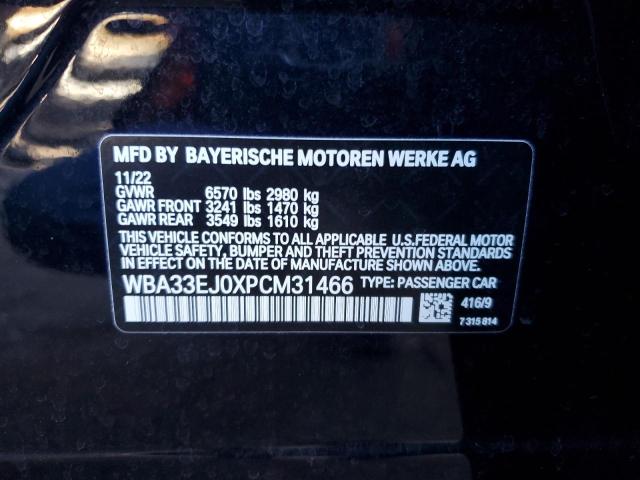 MFD BY BAYERISCHE MOTOREN WERKE AG
11/22
GVWR 6570 lbs 2980 kg
GAWR FRONT 3241 lbs 1470 kg
GAWR REAR 3549 lbs 1610 kg
THIS VEHICLE CONFORMS TO ALL APPLICABLE U.S.FEDERAL MOTOR
VEHICLE SAFETY, BUMPER AND THEFT PREVENTION
STANDARDS IN EFFECT ON THE DATE OF MANUFACTURE SHOWN ABOVE.
WBA33EJ0XPCM31466 TYPE: PASSENGER CAR
416/9
7 315 814